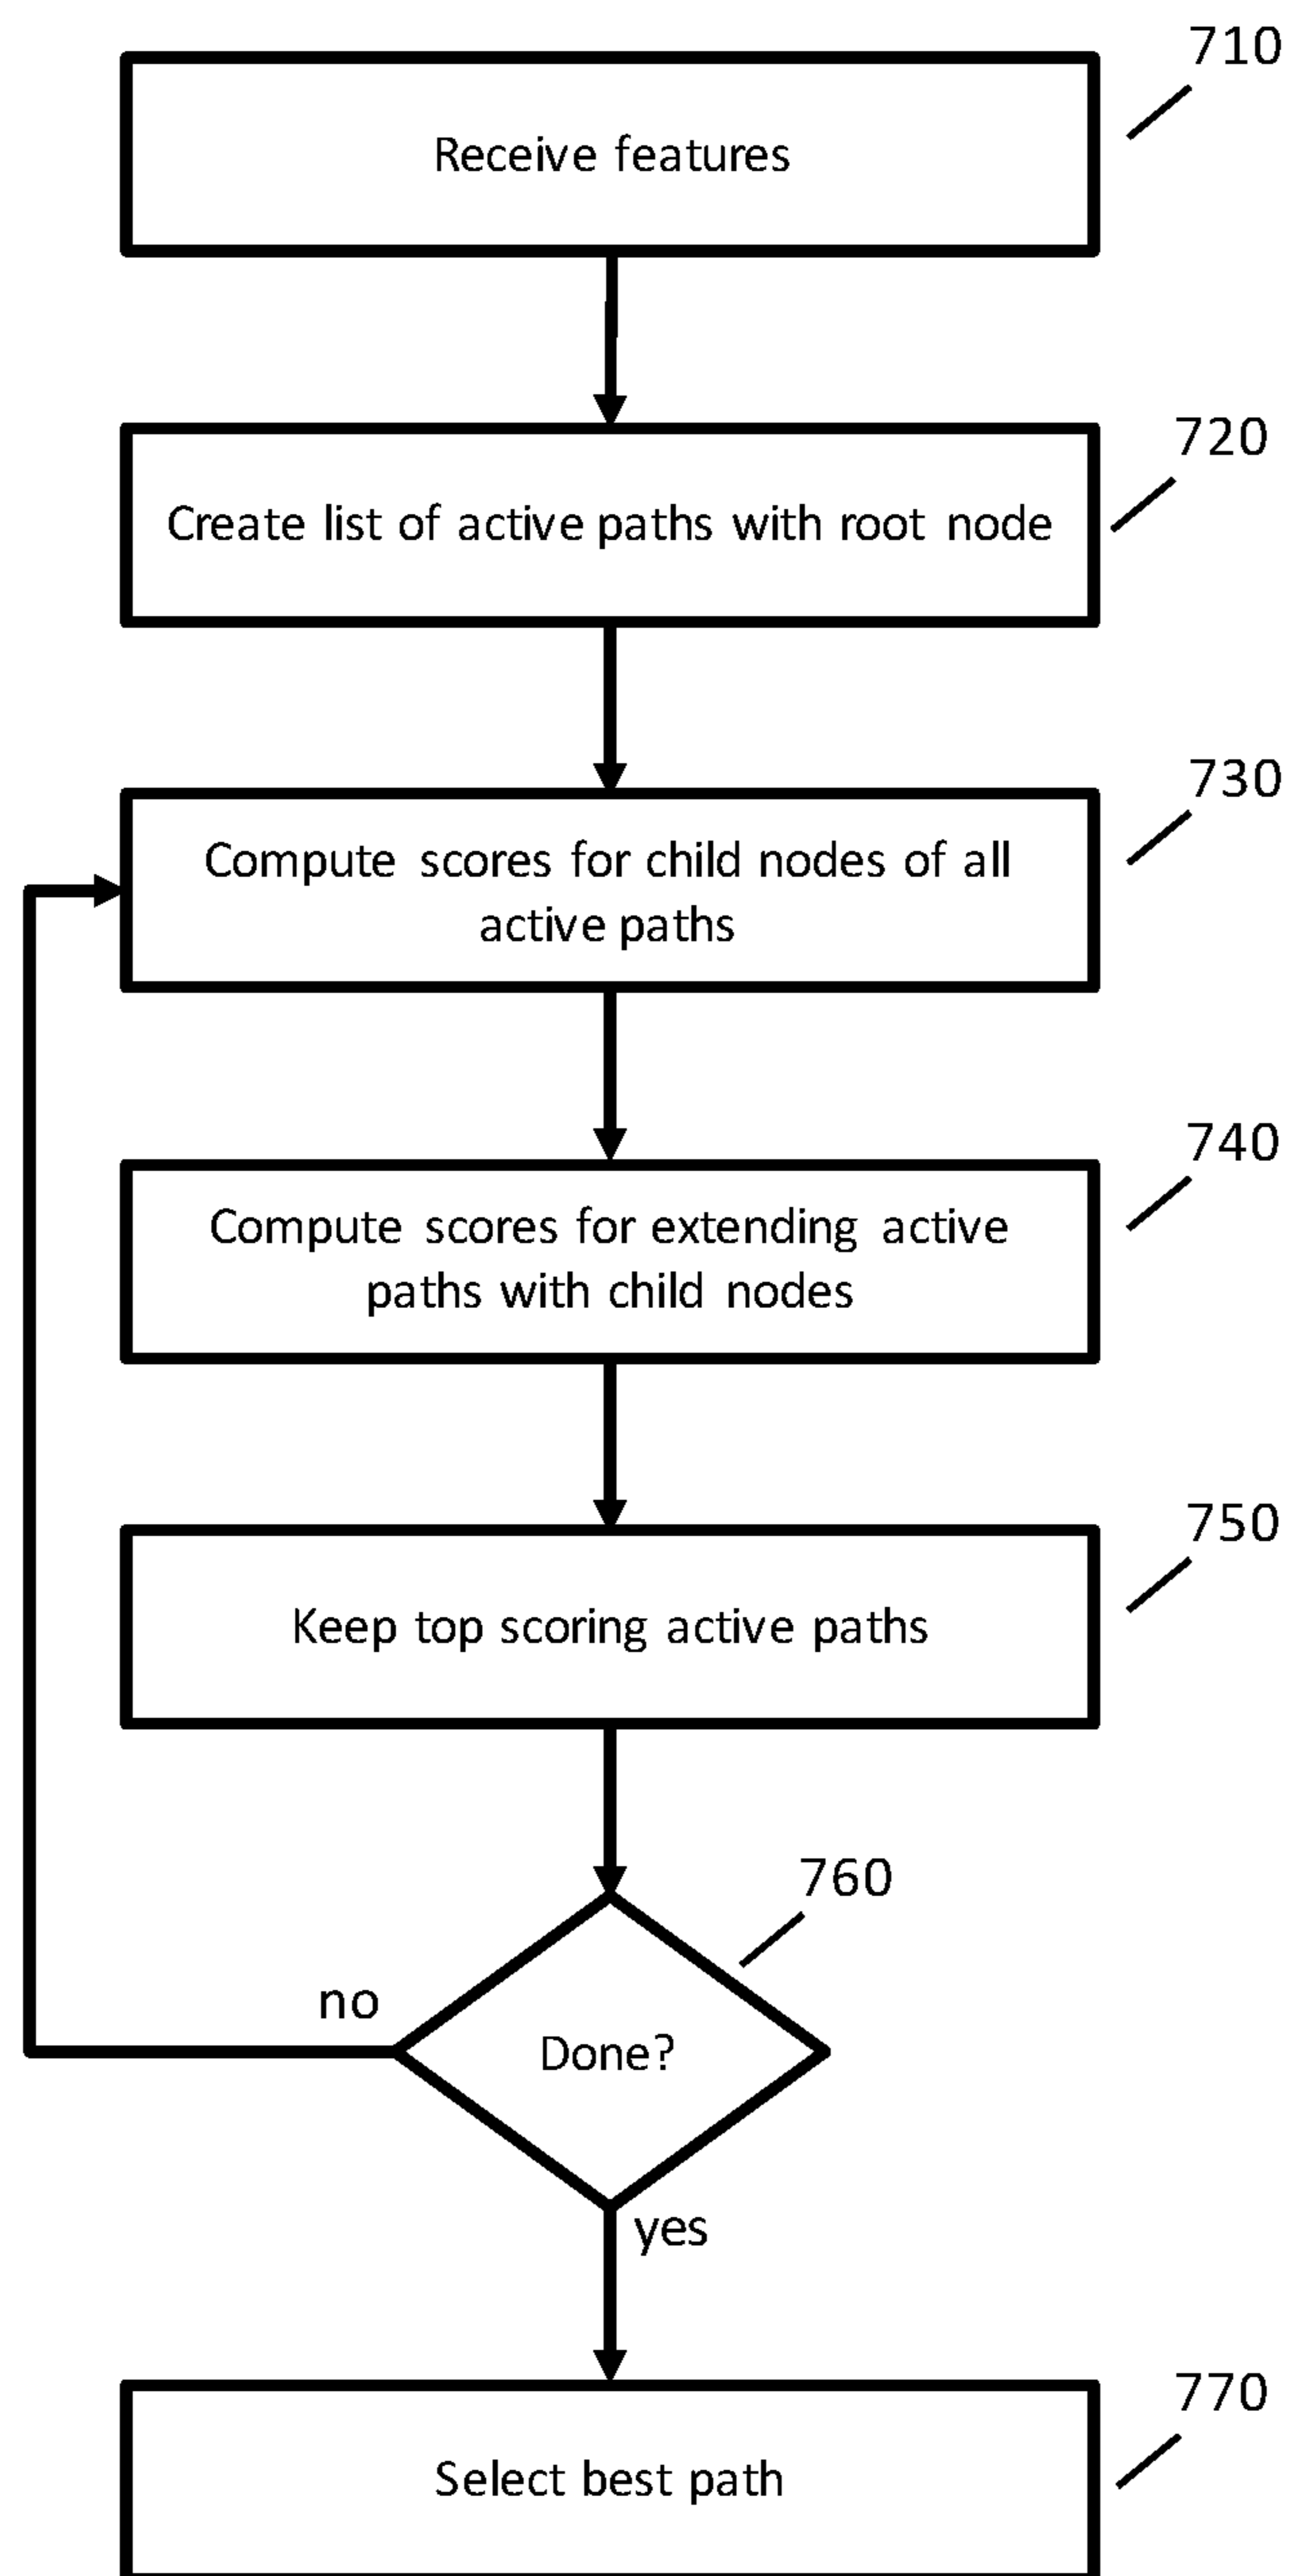 710
Receive features
720
Create list of active paths with root node
730
Compute scores for child nodes of all
active paths
740
Compute scores for extending active
paths with child nodes
750
Keep top scoring active paths
760
no
Done?
yes
770
Select best path